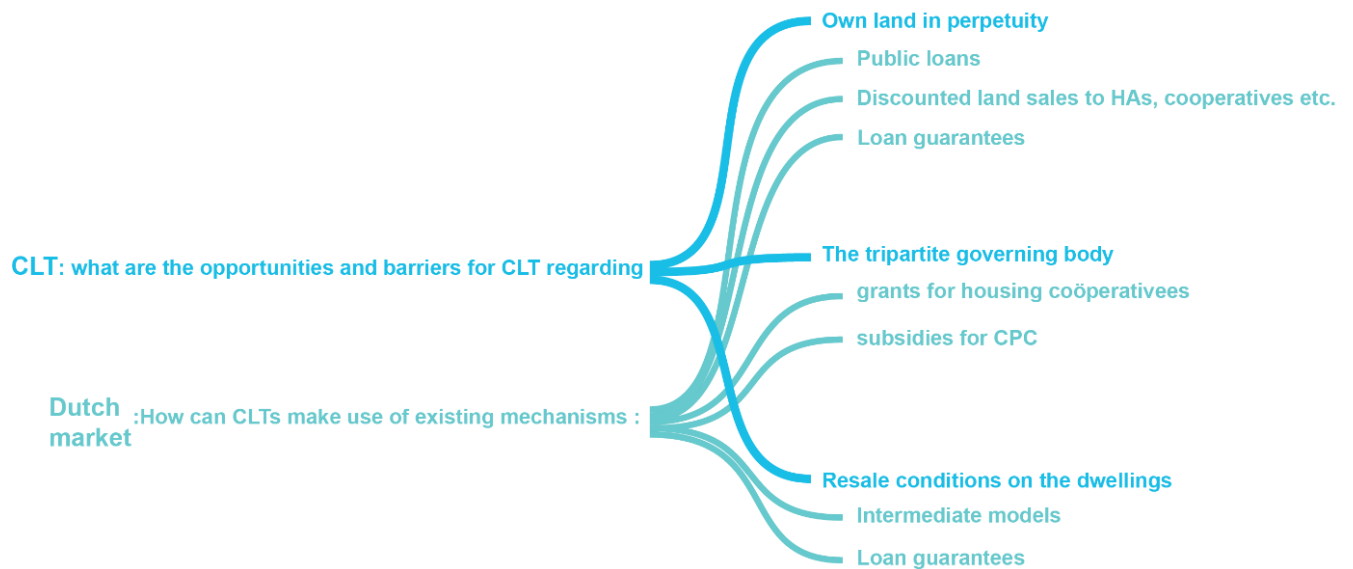 Own land in perpetuity
Public loans
Discounted land sales to HAs, cooperatives etc.
Loan guarantees
CLT: what are the opportunities and barriers for CLT regarding
The tripartite governing body
grants for housing coöperativees
subsidies for CPC
Dutch
market
:How can CLTs make use of existing mechanisms :
Resale conditions on the dwellings
Intermediate models
Loan guarantees